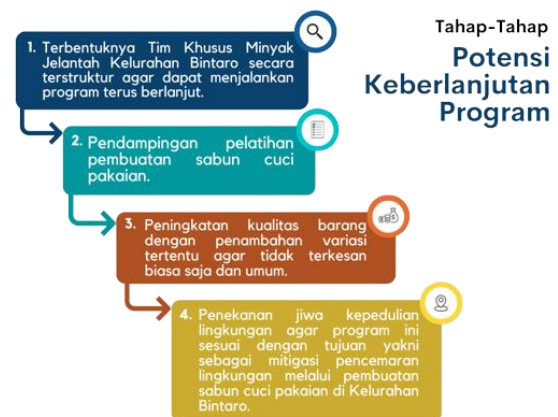 Tahap-Tahap
Potensi
Keberlanjutan
Program
1. Terbentuknya Tim Khusus Minyak
Jelantah Kelurahan Bintaro secara
terstruktur agar dapat menjalankan
program terus berlanjut.
2. Pendampingan pelatihan
pembuatan sabun cuci
pakaian.
3. Peningkatan kualitas barang
dengan penambahan variasi
tertentu agar tidak terkesan
biasa saja dan umum.
4. Penekanan jiwa kepedulian
lingkungan agar program ini
sesuai dengan tujuan yakni
sebagai mitigasi pencemaran
lingkungan melalui pembuatan
sabun cuci pakaian di Kelurahan
Bintaro.